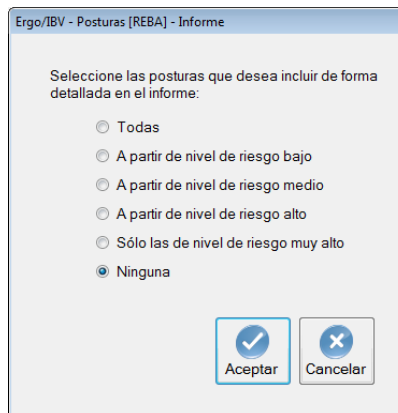 Ergo/IBV - Posturas [REBA] - Informe
Seleccione las posturas que desea incluir de forma
detallada en el informe:
Todas
A partir de nivel de riesgo bajo
A partir de nivel de riesgo medio
A partir de nivel de riesgo alto
Sólo las de nivel de riesgo muy alto
Ninguna
Aceptar
Cancelar